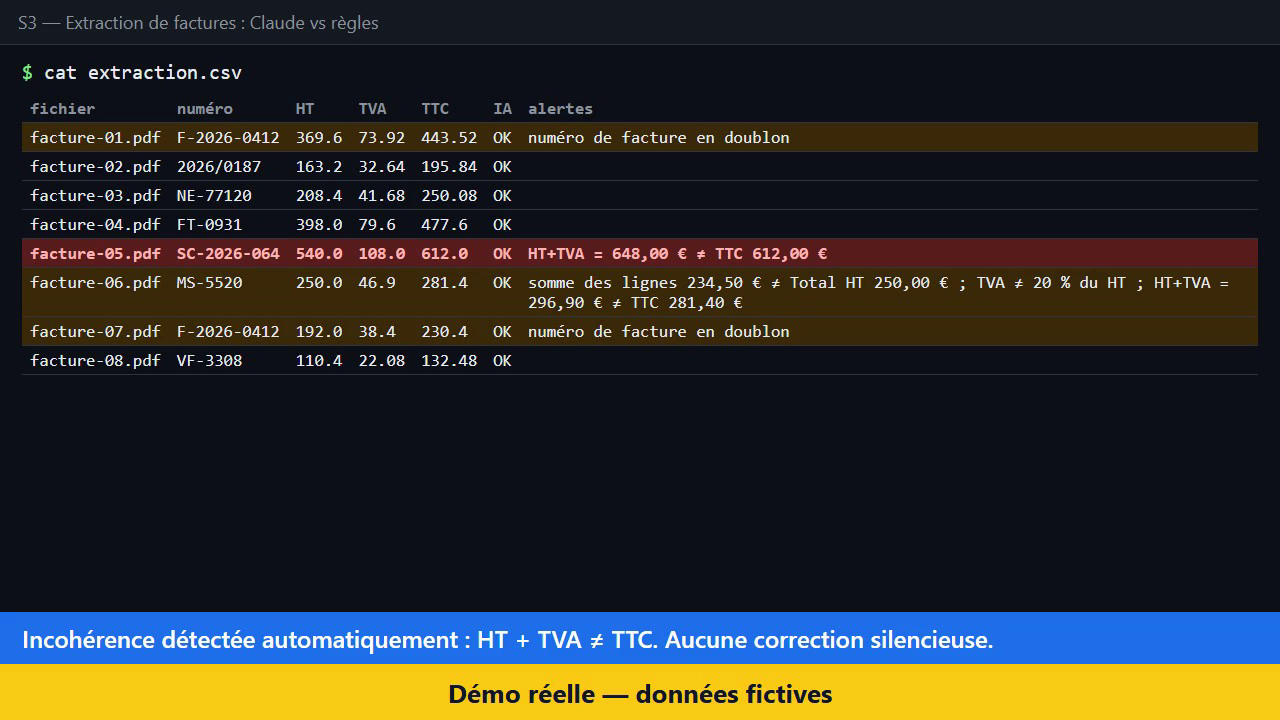 S3 — Extraction de factures : Claude vs règles
$ cat extraction.csv
fichier numéro HT TVA TTC IA alertes
facture-01.pdf F-2026-0412 369.6 73.92 443.52 OK numéro de facture en doublon
facture-02.pdf 2026/0187 163.2 32.64 195.84 OK
facture-03.pdf NE-77120 208.4 41.68 250.08 OK
facture-04.pdf FT-0931 398.0 79.6 477.6 OK
facture-05.pdf SC-2026-064 540.0 108.0 612.0 OK HT+TVA = 648,00 € ≠ TTC 612,00 €
facture-06.pdf MS-5520 250.0 46.9 281.4 OK somme des lignes 234,50 € ≠ Total HT 250,00 € ; TVA ≠ 20 % du HT ; HT+TVA =
296,90 € ≠ TTC 281,40 €
facture-07.pdf F-2026-0412 192.0 38.4 230.4 OK numéro de facture en doublon
facture-08.pdf VF-3308 110.4 22.08 132.48 OK
Incohérence détectée automatiquement : HT + TVA ≠ TTC. Aucune correction silencieuse.
Démo réelle — données fictives